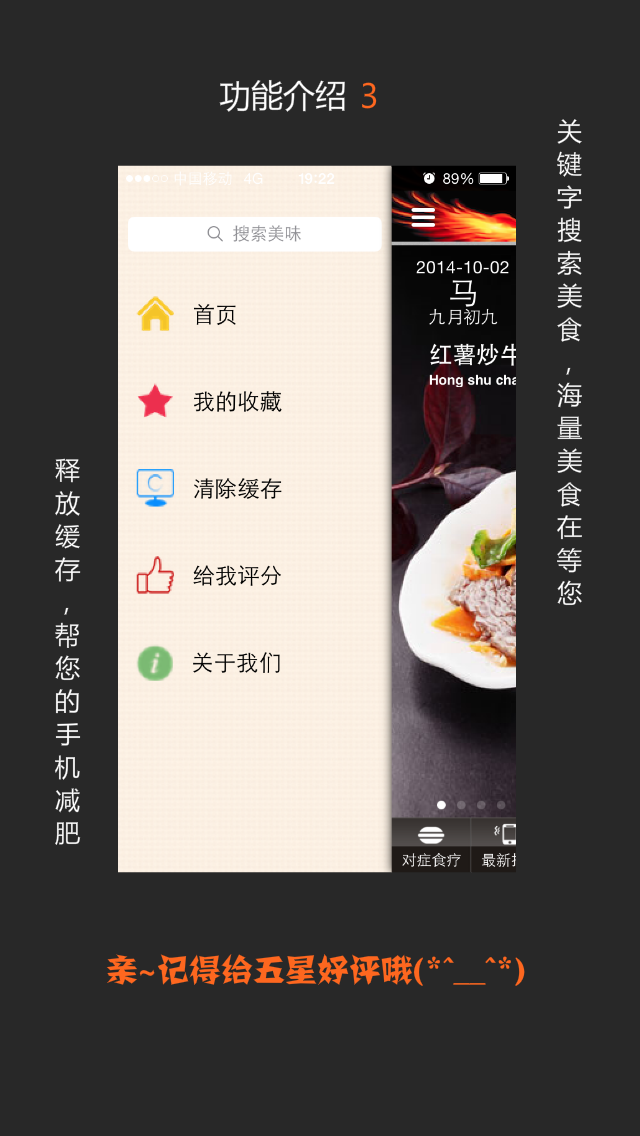 功能介绍 3
关键字搜索美食,海量美食在等您
中国移动 4G 19:22
89%
搜索美味
首页
我的收藏
清除缓存
给我评分
关于我们
2014-10-02
马
九月初九
红薯炒牛
Hong shu cha
对症食疗
最新
释放缓存,帮您的手机减肥
亲~记得给五星好评哦(*^__^*)